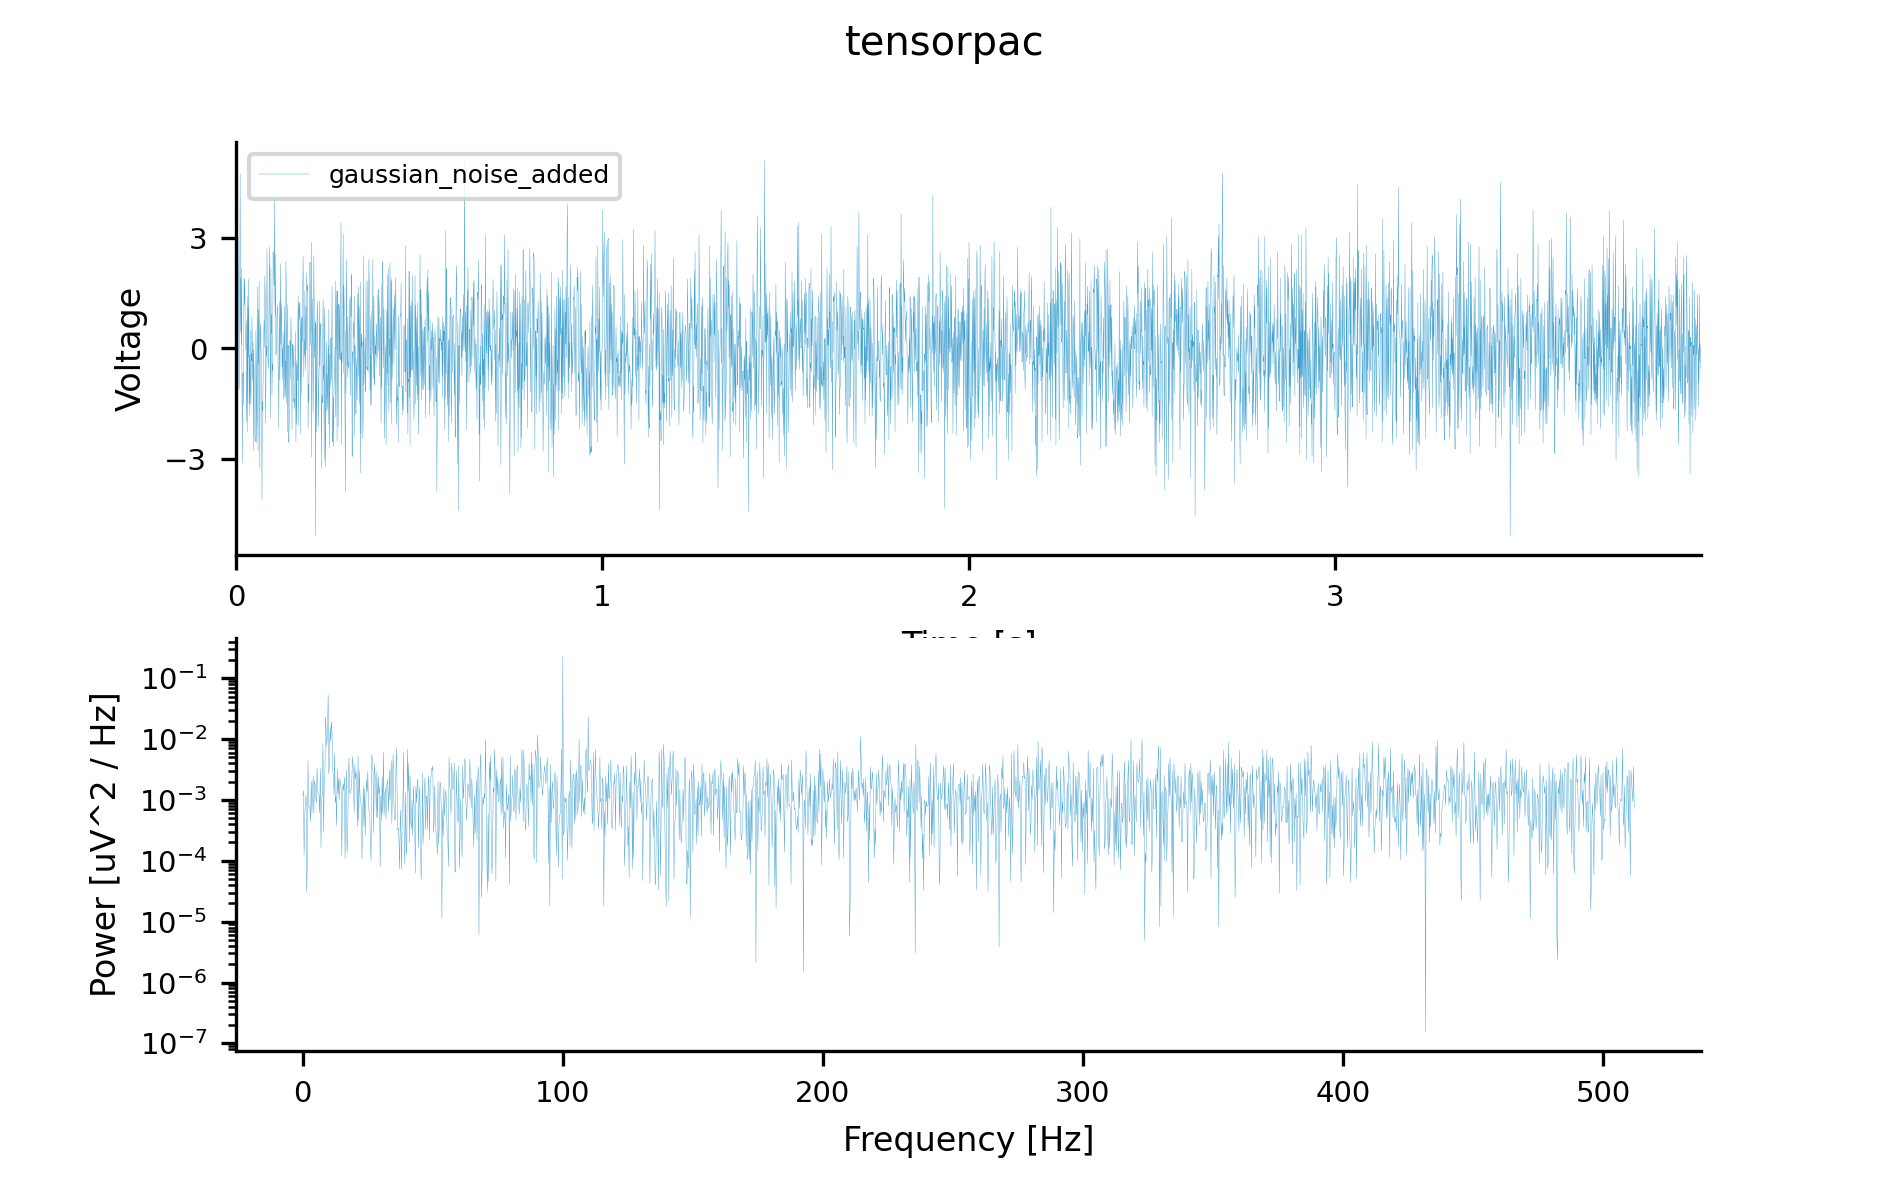 tensorpac
gaussian_noise_added
Voltage
3
0
−3
0 1 2 3
Time [s]
Power [uV^2 / Hz]
10⁻¹
10⁻²
10⁻³
10⁻⁴
10⁻⁵
10⁻⁶
10⁻⁷
0 100 200 300 400 500
Frequency [Hz]